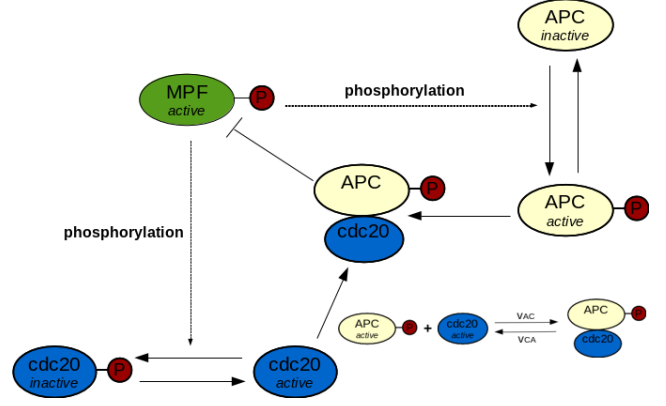 APC
inactive
MPF
active
P
phosphorylation
APC
P
APC
active
P
cdc20
phosphorylation
APC
active
P
+
cdc20
active
VAC
VCA
APC
P
cdc20
cdc20
inactive
P
cdc20
active